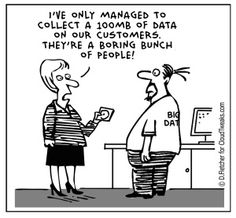 I'VE ONLY MANAGED TO
COLLECT A 100MB OF DATA
ON OUR CUSTOMERS.
THEY'RE A BORING BUNCH
OF PEOPLE!
BIG
DAT
© D.Fletcher for CloudTweaks.com